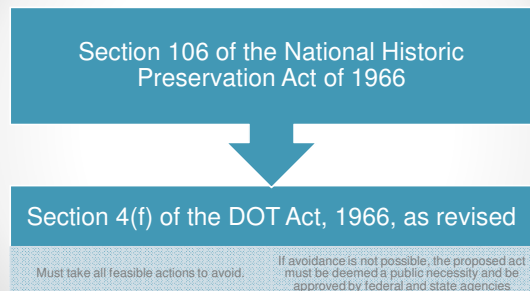 Section 106 of the National Historic
Preservation Act of 1966
Section 4(f) of the DOT Act, 1966, as revised
Must take all feasible actions to avoid.
If avoidance is not possible, the proposed act
must be deemed a public necessity and be
approved by federal and state agencies